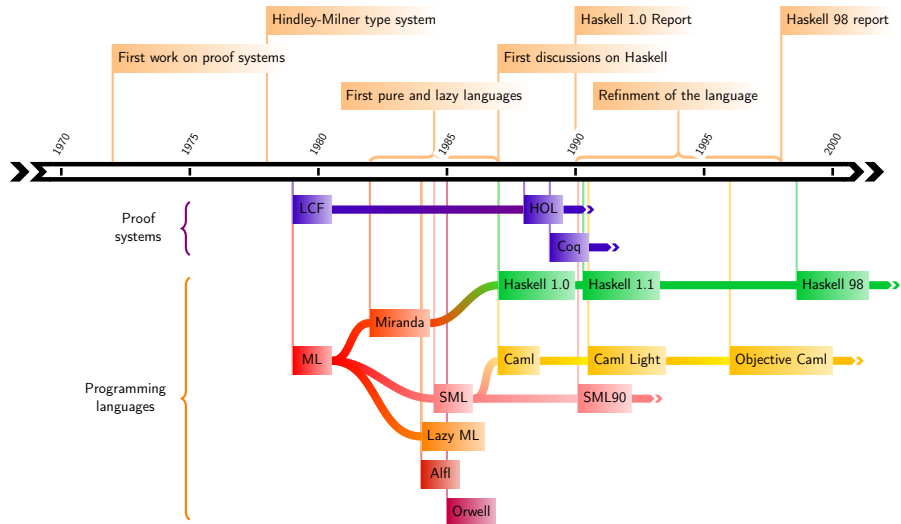 Hindley-Milner type system
Haskell 1.0 Report
Haskell 98 report
First work on proof systems
First discussions on Haskell
First pure and lazy languages
Refinment of the language
1970
1975
1980
1985
1990
1995
2000
Proof
systems
LCF
HOL
Coq
Programming
languages
Haskell 1.0
Haskell 1.1
Haskell 98
Miranda
ML
Caml
Caml Light
Objective Caml
SML
SML90
Lazy ML
Alfl
Orwell